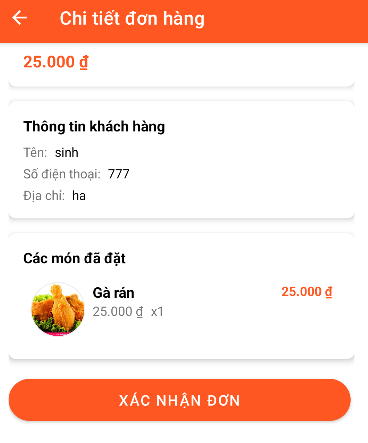 Chi tiết đơn hàng
25.000 ₫
Thông tin khách hàng
Tên: sinh
Số điện thoại: 777
Địa chỉ: ha
Các món đã đặt
Gà rán 25.000 ₫
25.000 ₫ x1
XÁC NHẬN ĐƠN